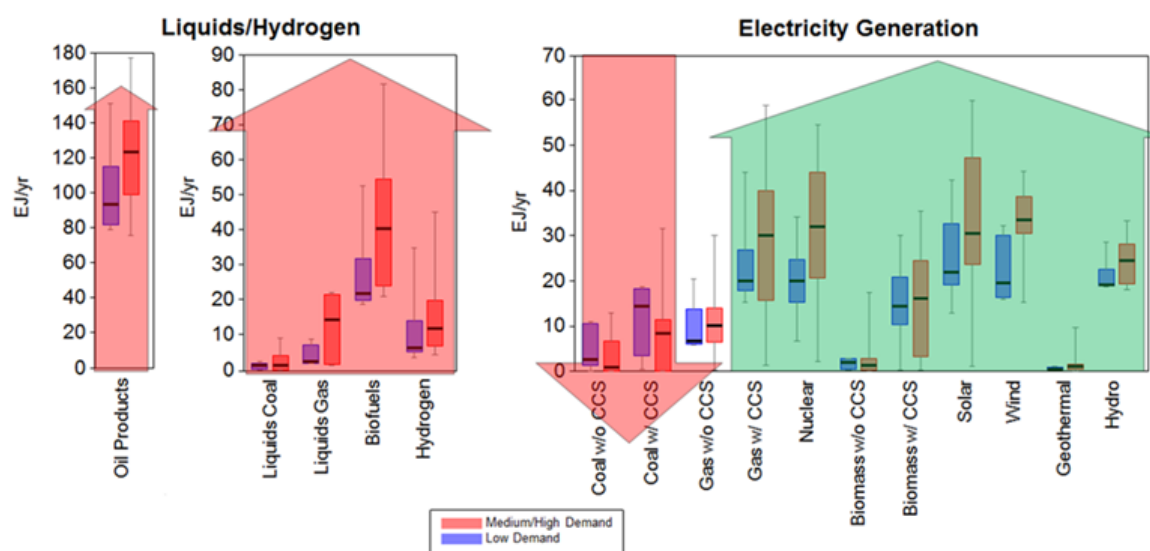 Liquids/Hydrogen
Electricity Generation
EJ/yr
180
160
140
120
100
80
60
40
20
0
Oil Products
EJ/yr
90
80
70
60
50
40
30
20
10
0
Liquids Coal
Liquids Gas
Biofuels
Hydrogen
EJ/yr
70
60
50
40
30
20
10
0
Coal w/o CCS
Coal w/ CCS
Gas w/o CCS
Gas w/ CCS
Nuclear
Biomass w/o CCS
Biomass w/ CCS
Solar
Wind
Geothermal
Hydro
Medium/High Demand
Low Demand